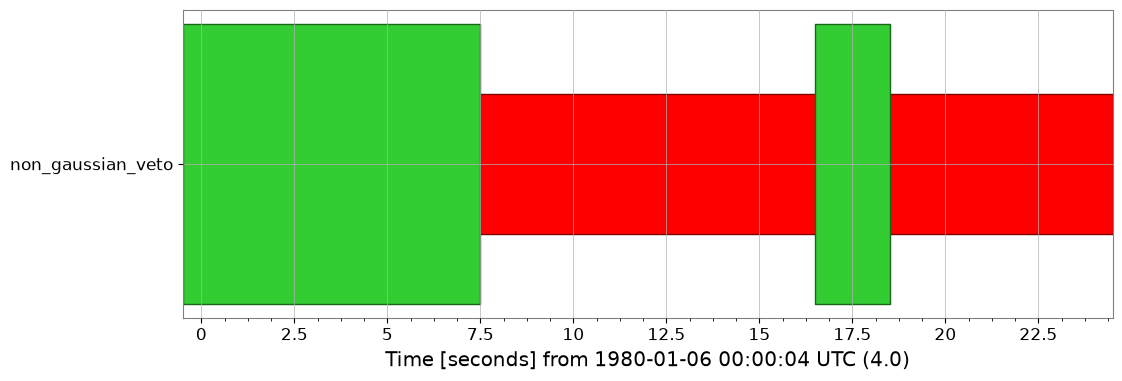 non_gaussian_veto
0 2.5 5 7.5 10 12.5 15 17.5 20 22.5
Time [seconds] from 1980-01-06 00:00:04 UTC (4.0)